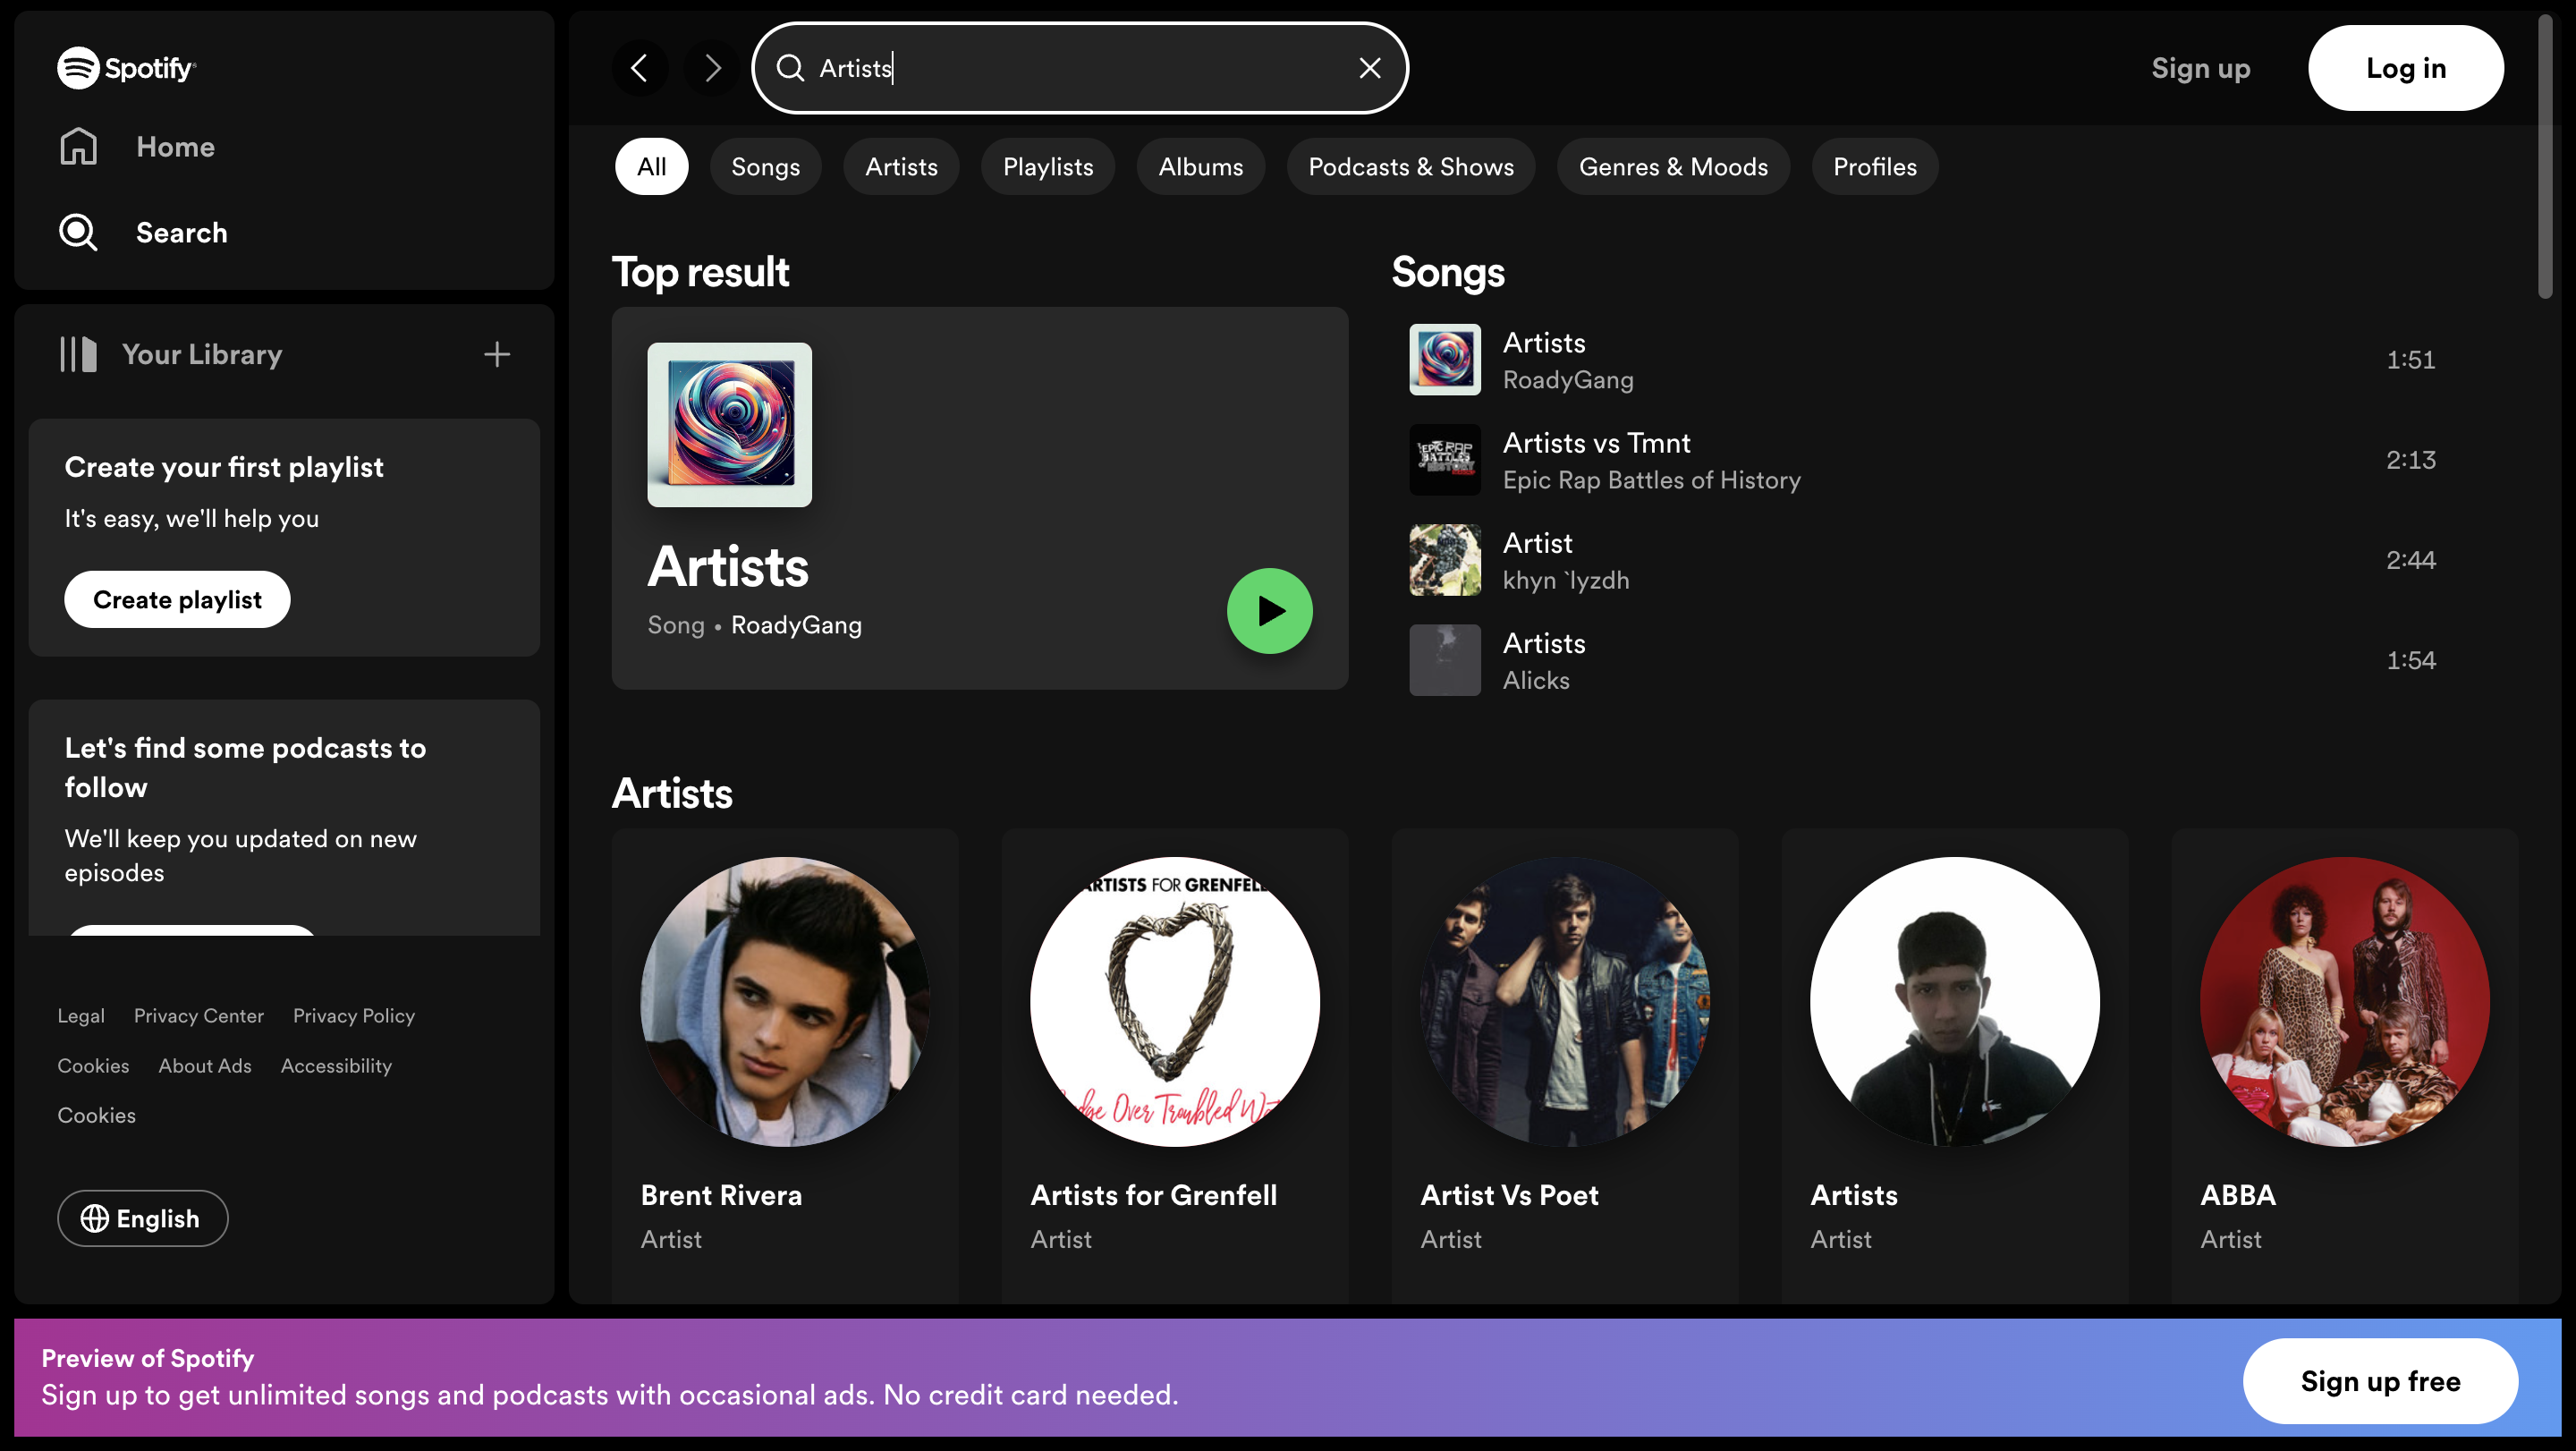 Spotify
Home
Search
Your Library
Create your first playlist
It's easy, we'll help you
Create playlist
Let's find some podcasts to
follow
We'll keep you updated on new
episodes
Legal Privacy Center Privacy Policy
Cookies About Ads Accessibility
Cookies
English
Artists
Sign up
Log in
All Songs Artists Playlists Albums Podcasts & Shows Genres & Moods Profiles
Top result
Artists
Song • RoadyGang
Songs
Artists
RoadyGang
1:51
EPIC RAP
BATTLES
OF HISTORY
Artists vs Tmnt
Epic Rap Battles of History
2:13
Artist
khyn `lyzdh
2:44
Artists
Alicks
1:54
Artists
Brent Rivera
Artist
ARTISTS FOR GRENFELL
Over Troubled
Artists for Grenfell
Artist
Artist Vs Poet
Artist
Artists
Artist
ABBA
Artist
Preview of Spotify
Sign up to get unlimited songs and podcasts with occasional ads. No credit card needed.
Sign up free